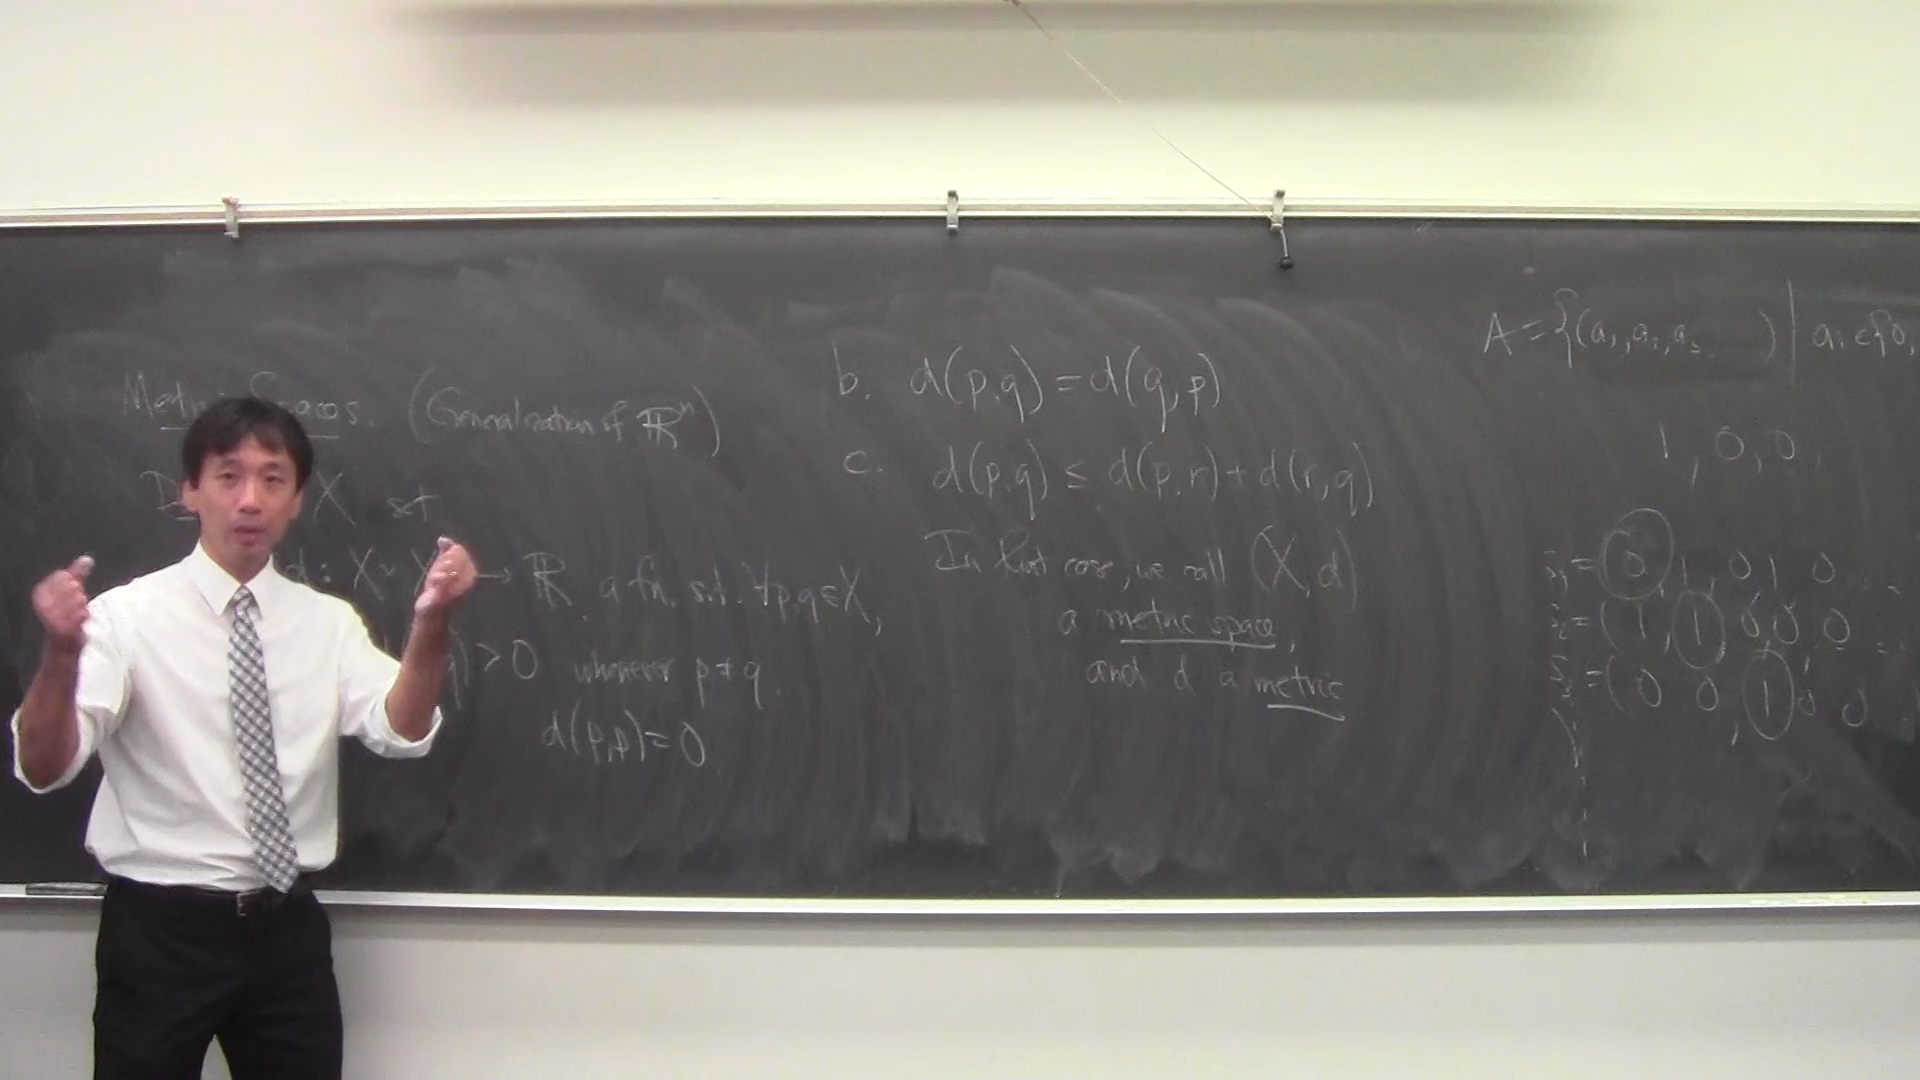 Metric Spaces. (Generalization of ℝⁿ)
X set
d: X × X → ℝ a fn. s.t. ∀p,q∈X,
q) > 0 whenever p ≠ q.
d(p,p) = 0
b. d(p,q) = d(q,p)
c. d(p,q) ≤ d(p,r) + d(r,q)
In that case, we call (X,d)
a metric space,
and d a metric
A = {(a₁, a₂, a₃ ) | aᵢ ∈ {0,
1, 0, 0,
S₁ = (0, 1, 0, 1, 0
S₂ = (1, 1, 0, 0, 0
S₃ = (0 0, 1, 0 0